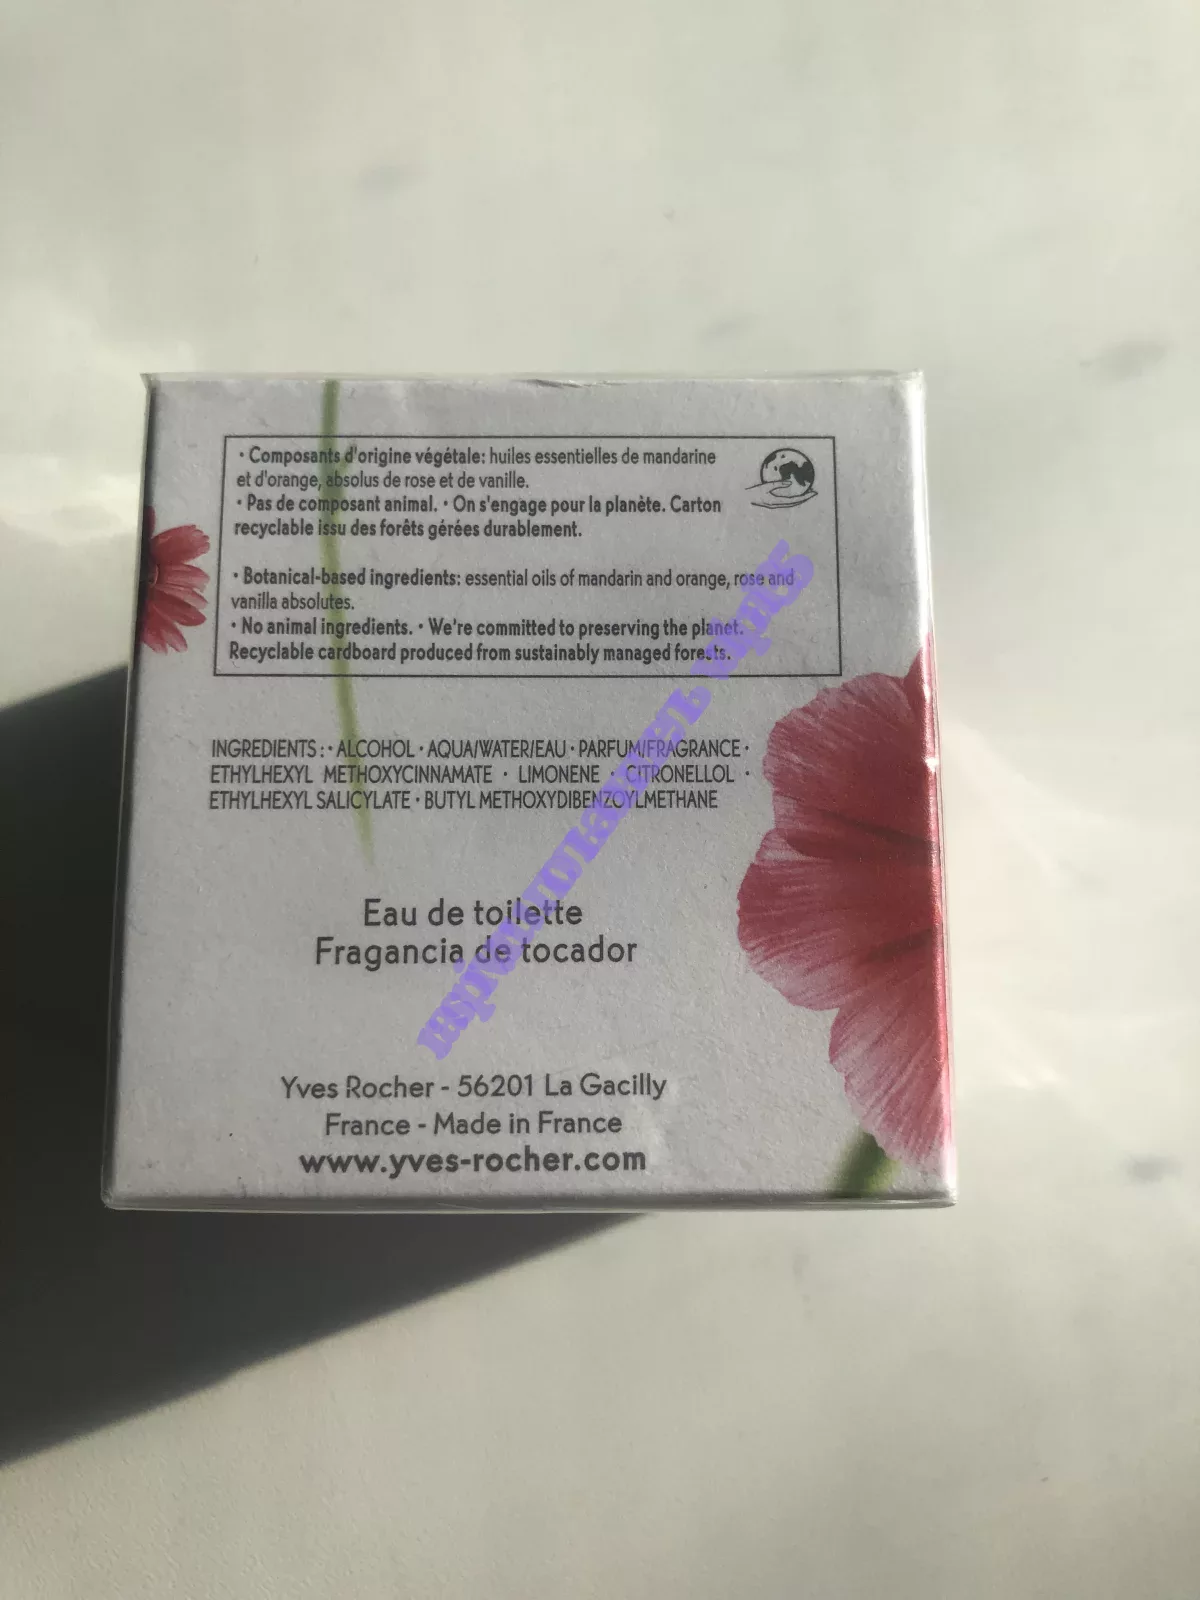 • Composants d'origine végétale: huiles essentielles de mandarine
et d'orange, absolus de rose et de vanille.
• Pas de composant animal. • On s'engage pour la planète. Carton
recyclable issu des forêts gérées durablement.
• Botanical-based ingredients: essential oils of mandarin and orange, rose and
vanilla absolutes.
• No animal ingredients. • We're committed to preserving the planet.
Recyclable cardboard produced from sustainably managed forests.
INGREDIENTS : • ALCOHOL • AQUA/WATER/EAU • PARFUM/FRAGRANCE •
ETHYLHEXYL METHOXYCINNAMATE • LIMONENE • CITRONELLOL •
ETHYLHEXYL SALICYLATE • BUTYL METHOXYDIBENZOYLMETHANE
Eau de toilette
Fragancia de tocador
Yves Rocher - 56201 La Gacilly
France - Made in France
www.yves-rocher.com